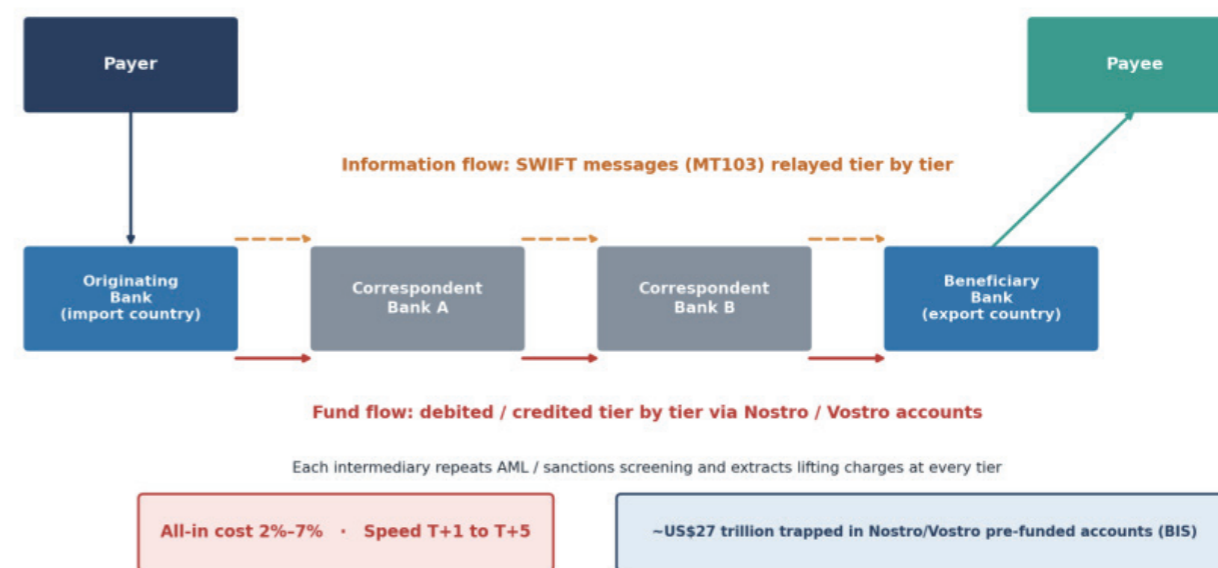 Payer
Payee
Information flow: SWIFT messages (MT103) relayed tier by tier
Originating
Bank
(import country)
Correspondent
Bank A
Correspondent
Bank B
Beneficiary
Bank
(export country)
Fund flow: debited / credited tier by tier via Nostro / Vostro accounts
Each intermediary repeats AML / sanctions screening and extracts lifting charges at every tier
All-in cost 2%–7% · Speed T+1 to T+5
~US$27 trillion trapped in Nostro/Vostro pre-funded accounts (BIS)